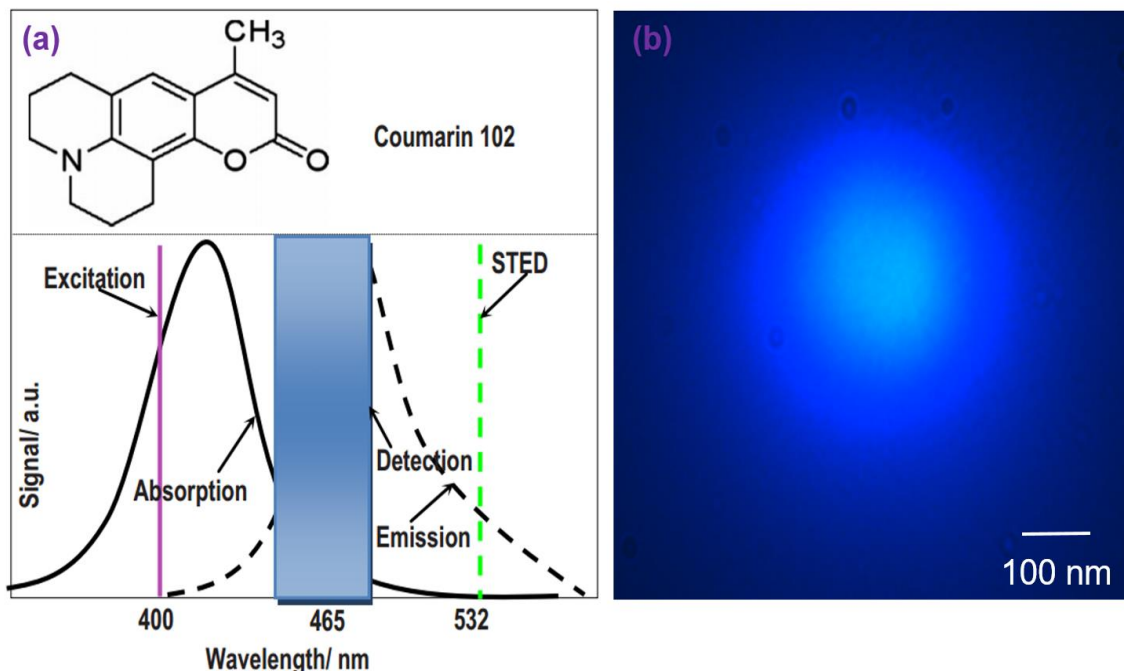 (a)
CH3
N
O
O
Coumarin 102
Excitation
STED
Absorption
Detection
Emission
Signal/ a.u.
400
465
532
Wavelength/ nm
(b)
100 nm